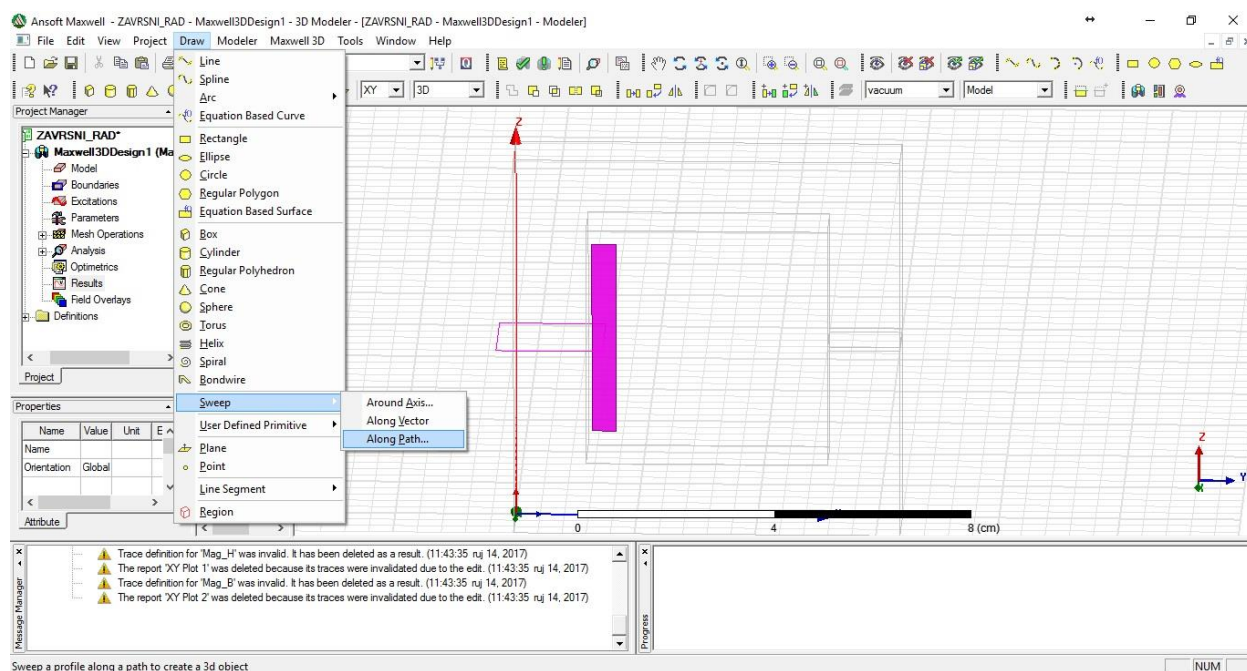 Ansoft Maxwell - ZAVRSNI_RAD - Maxwell3DDesign1 - 3D Modeler - [ZAVRSNI_RAD - Maxwell3DDesign1 - Modeler]
File Edit View Project Draw Modeler Maxwell 3D Tools Window Help
XY 3D vacuum Model
Project Manager
ZAVRSNI_RAD*
Maxwell3DDesign1 (Ma
Model
Boundaries
Excitations
Parameters
Mesh Operations
Analysis
Optimetrics
Results
Field Overlays
Definitions
Project
Properties
Name Value Unit E
Name
Orientation Global
Attribute
Line
Spline
Arc
Equation Based Curve
Rectangle
Ellipse
Circle
Regular Polygon
Equation Based Surface
Box
Cylinder
Regular Polyhedron
Cone
Sphere
Torus
Helix
Spiral
Bondwire
Sweep
User Defined Primitive
Plane
Point
Line Segment
Region
Around Axis...
Along Vector
Along Path...
Z
Z
Y
0 4 8 (cm)
Message Manager
Trace definition for 'Mag_H' was invalid. It has been deleted as a result. (11:43:35 ruj 14, 2017)
The report 'XY Plot 1' was deleted because its traces were invalidated due to the edit. (11:43:35 ruj 14, 2017)
Trace definition for 'Mag_B' was invalid. It has been deleted as a result. (11:43:35 ruj 14, 2017)
The report 'XY Plot 2' was deleted because its traces were invalidated due to the edit. (11:43:35 ruj 14, 2017)
Progress
Sweep a profile along a path to create a 3d object
NUM